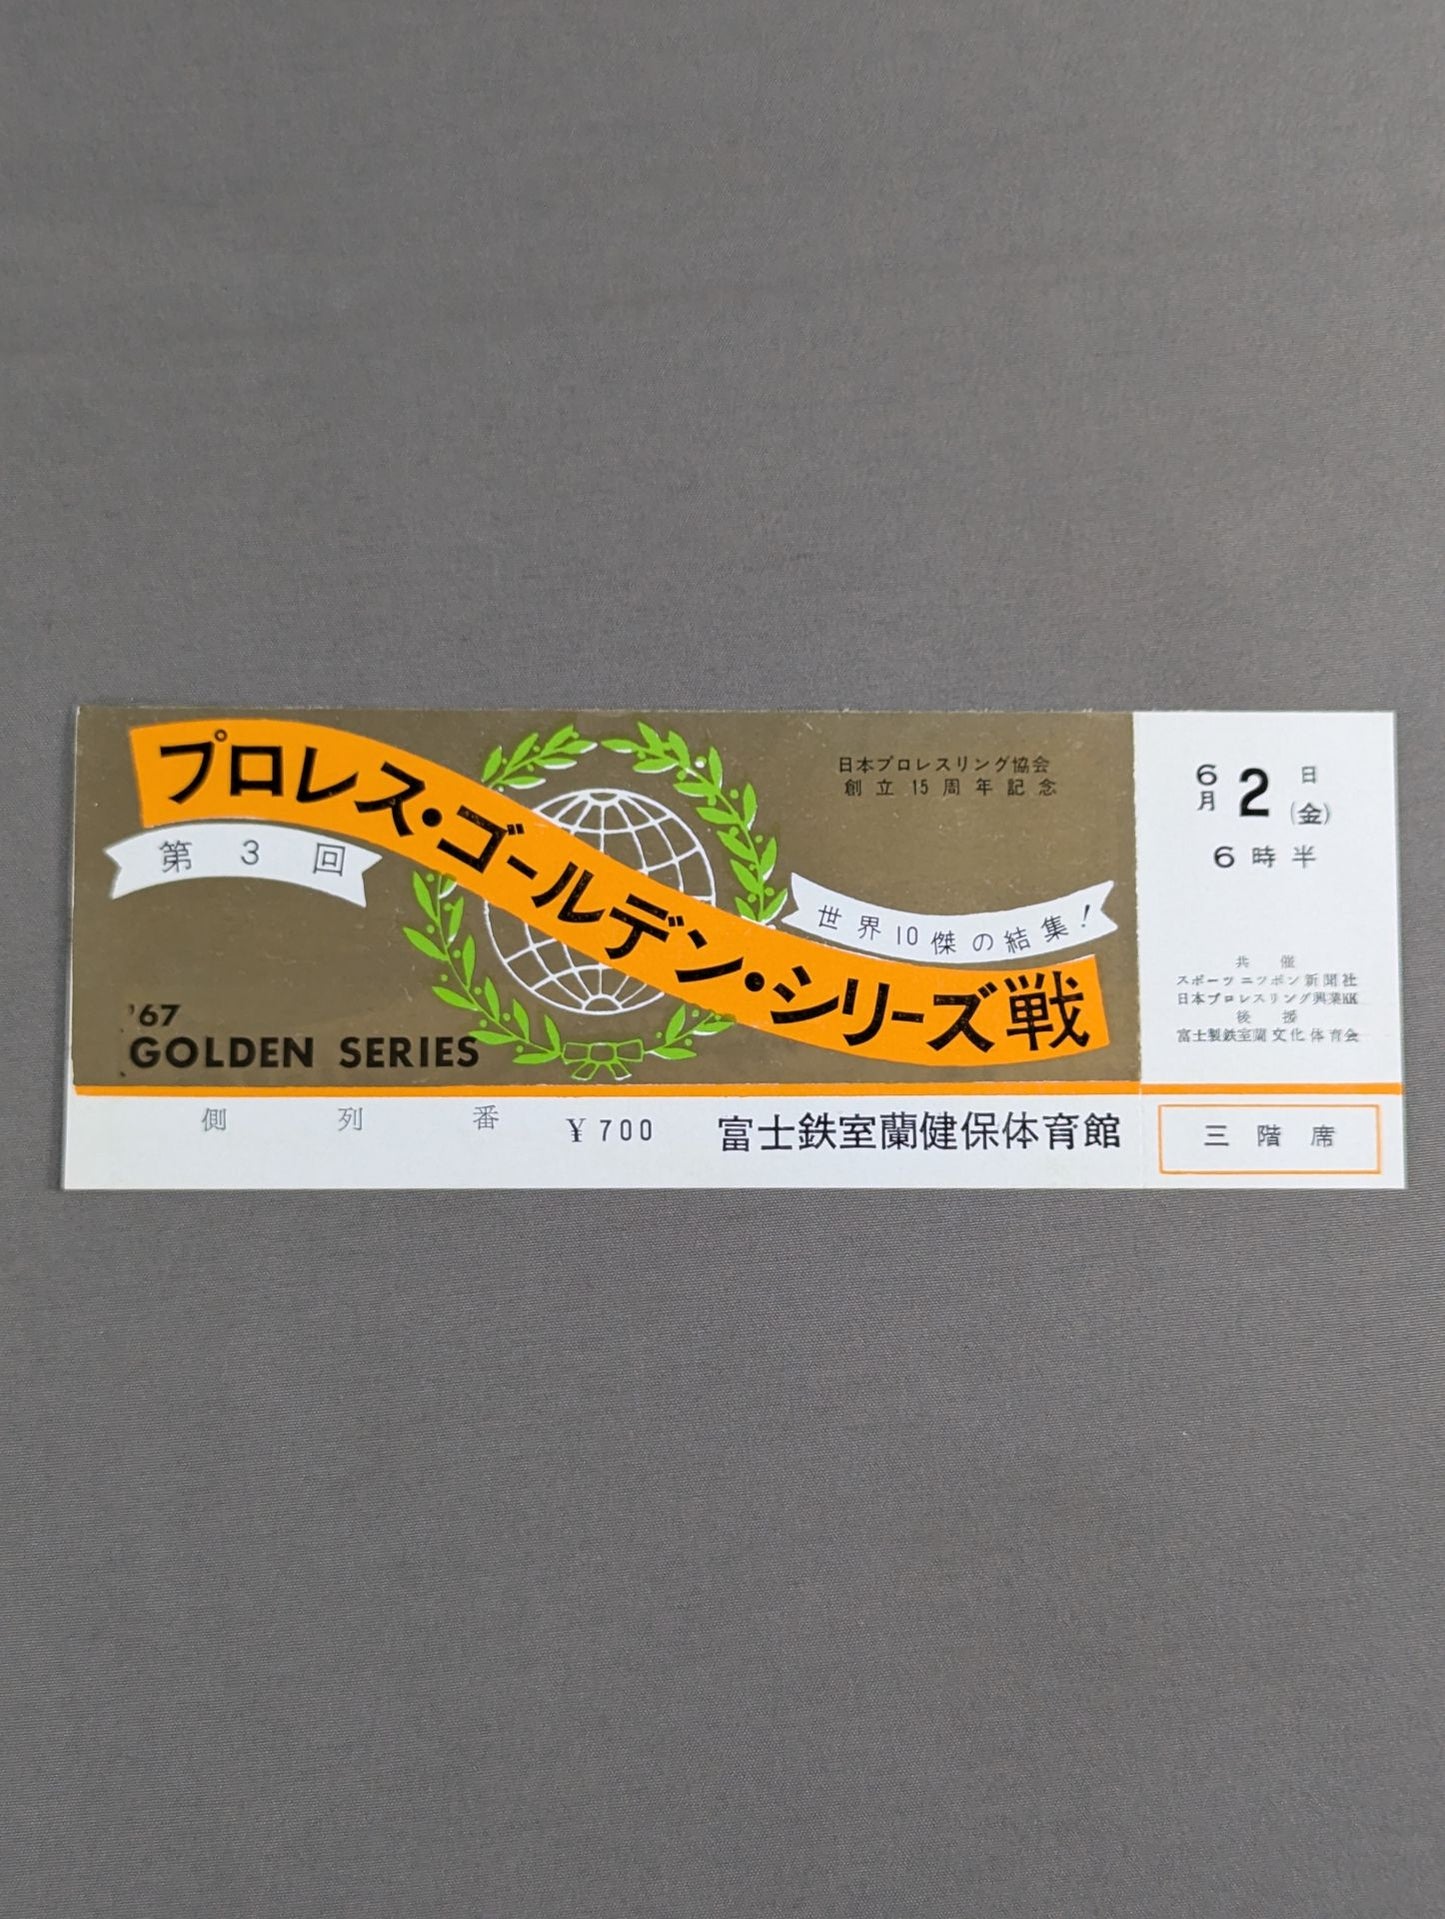 プロレス・ゴールデン・シリーズ戦
第3回
日本プロレスリング協会
創立15周年記念
世界10傑の結集!
'67
GOLDEN SERIES
側 列 番 ¥700 富士鉄室蘭健保体育館
6月2日(金)
6時半
共催
スポーツニッポン新聞社
日本プロレスリング興業KK
後援
富士製鉄室蘭文化体育会
三階席